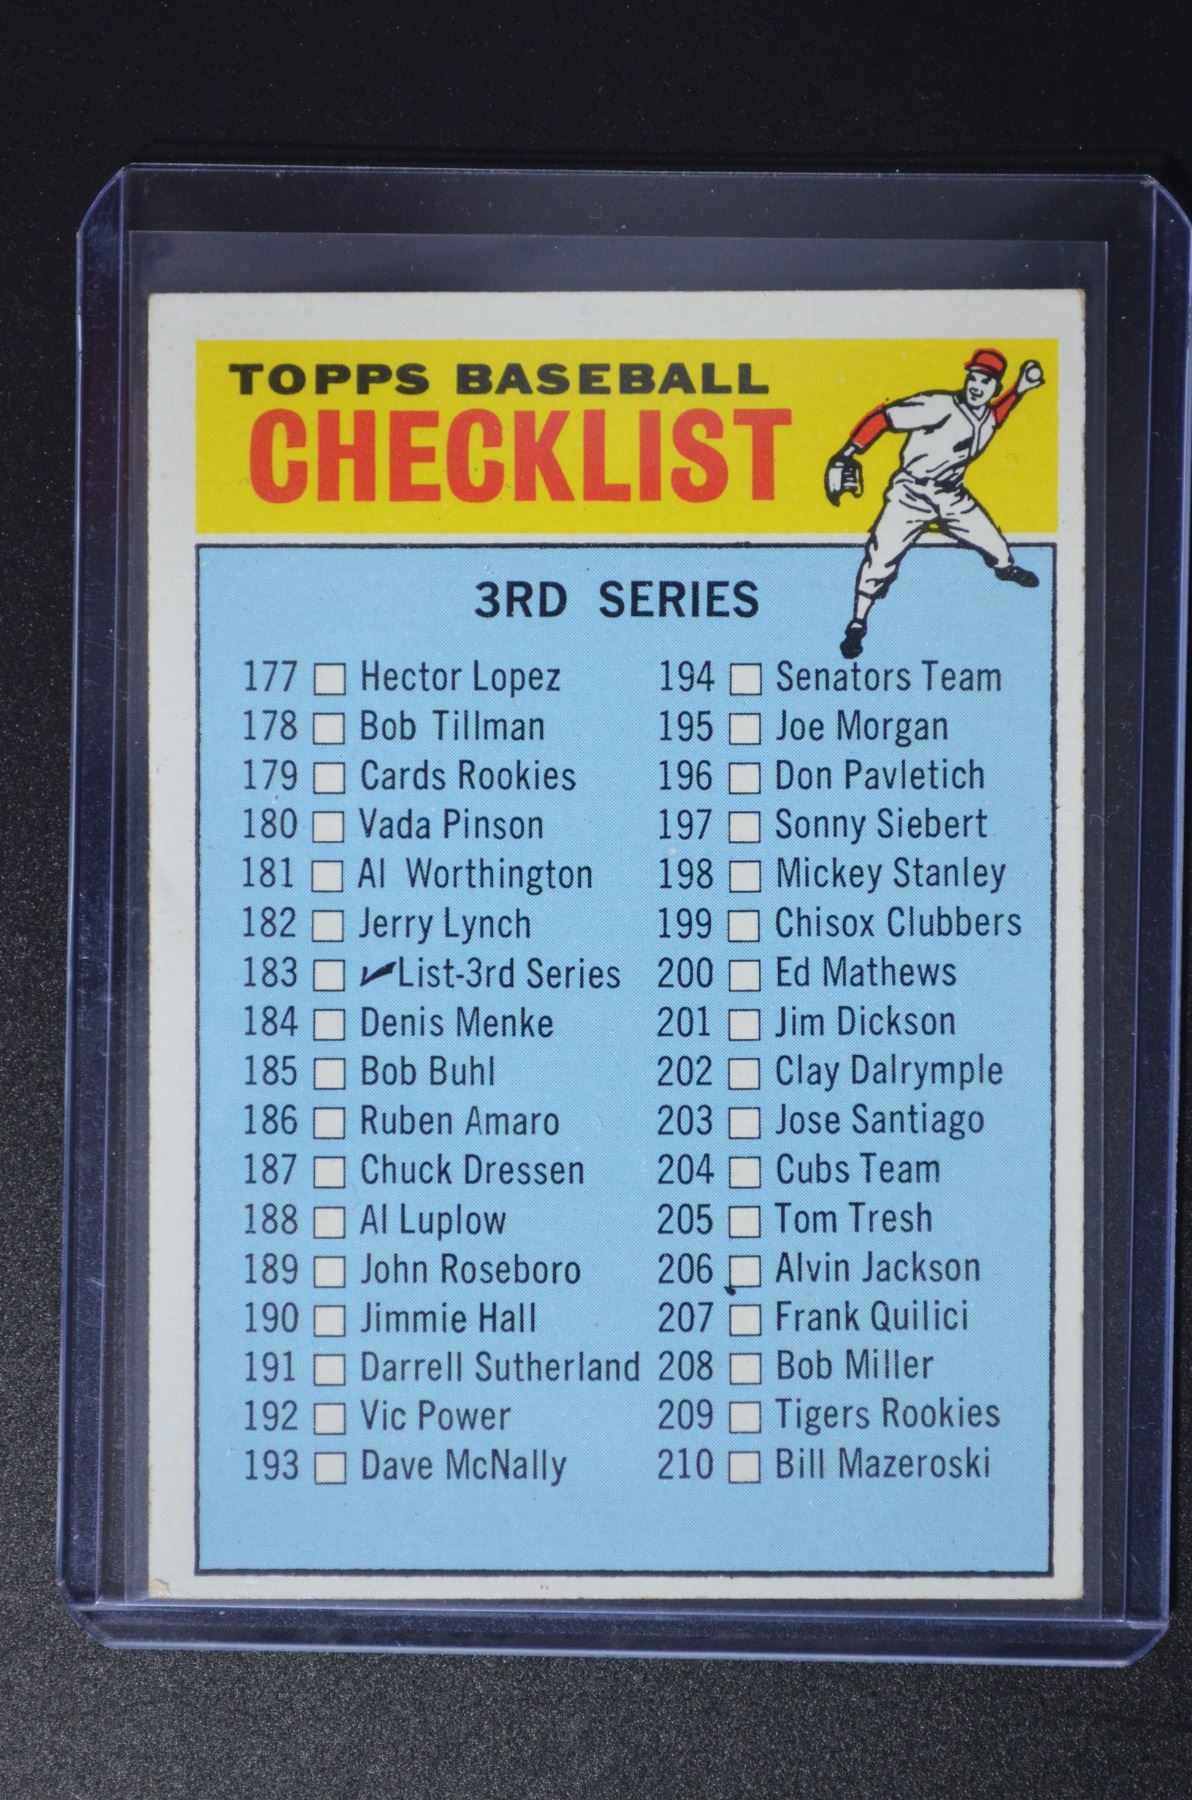 TOPPS BASEBALL
CHECKLIST
3RD SERIES
177 Hector Lopez
178 Bob Tillman
179 Cards Rookies
180 Vada Pinson
181 Al Worthington
182 Jerry Lynch
183 ✓List-3rd Series
184 Denis Menke
185 Bob Buhl
186 Ruben Amaro
187 Chuck Dressen
188 Al Luplow
189 John Roseboro
190 Jimmie Hall
191 Darrell Sutherland
192 Vic Power
193 Dave McNally
194 Senators Team
195 Joe Morgan
196 Don Pavletich
197 Sonny Siebert
198 Mickey Stanley
199 Chisox Clubbers
200 Ed Mathews
201 Jim Dickson
202 Clay Dalrymple
203 Jose Santiago
204 Cubs Team
205 Tom Tresh
206 Alvin Jackson
207 Frank Quilici
208 Bob Miller
209 Tigers Rookies
210 Bill Mazeroski